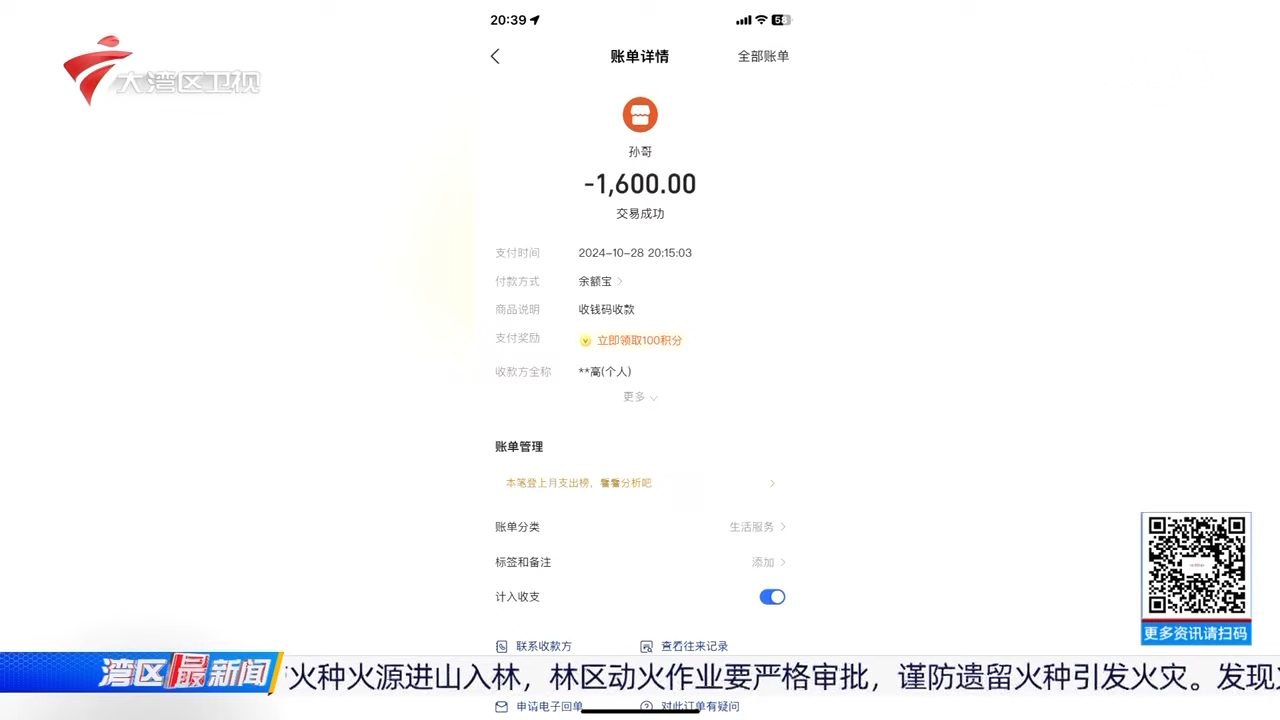 20:39
58
账单详情
全部账单
大湾区卫视
孙哥
-1,600.00
交易成功
支付时间 2024-10-28 20:15:03
付款方式 余额宝
商品说明 收钱码收款
支付奖励 立即领取100积分
收款方全称 **高(个人)
更多
账单管理
本笔登上月支出榜，瞧瞧分析吧
账单分类 生活服务
标签和备注 添加
计入收支
联系收款方 查看往来记录
更多资讯请扫码
湾区最新闻
火种火源进山入林，林区动火作业要严格审批，谨防遗留火种引发火灾。发现
申请电子回单 对此订单有疑问